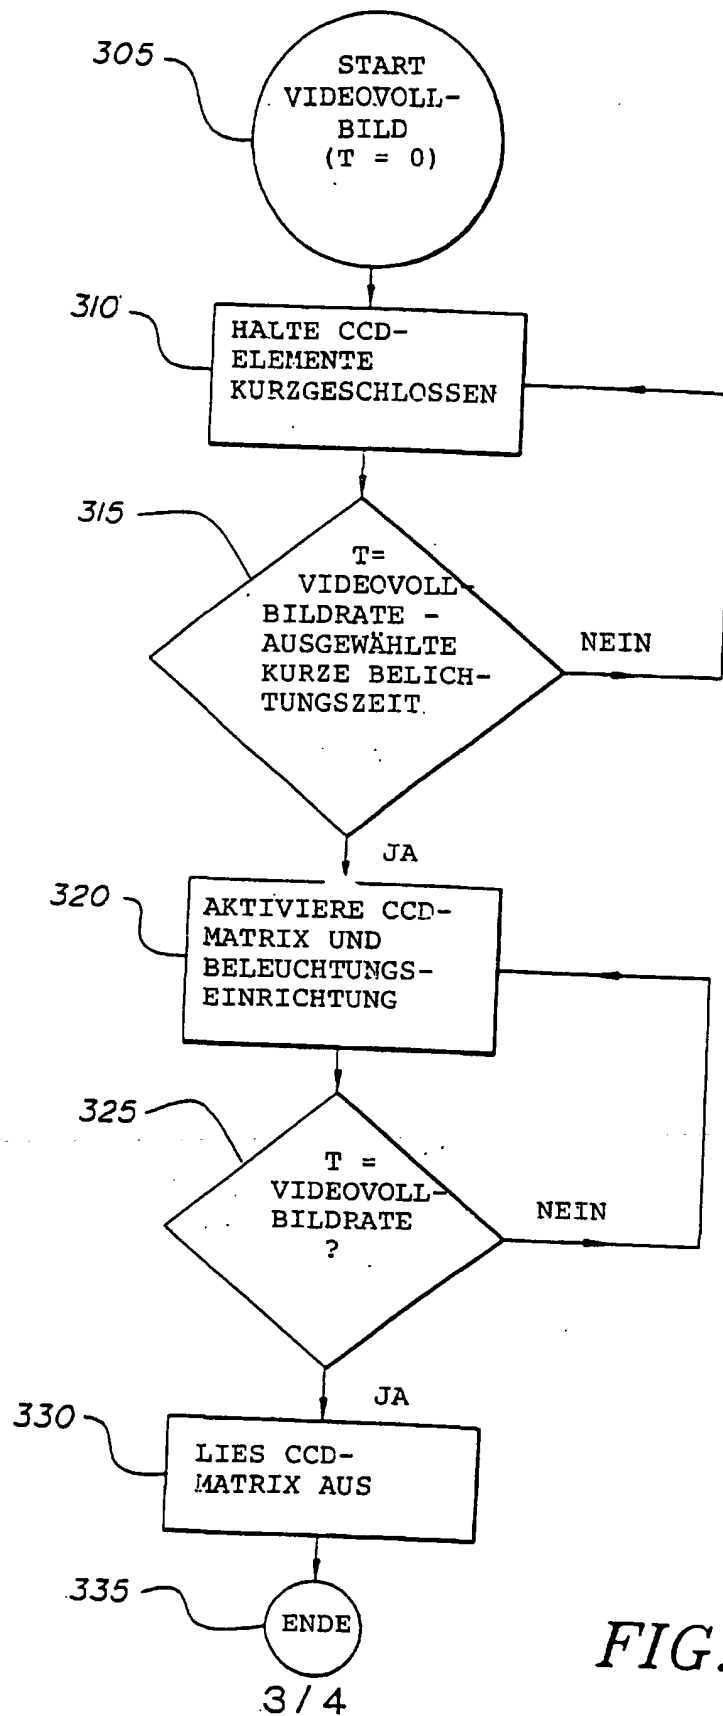 305
START
VIDEOVOLL-
BILD
(T = 0)
310
HALTE CCD-
ELEMENTE
KURZGESCHLOSSEN
315
T=
VIDEOVOLL-
BILDRATE -
AUSGEWÄHLTE
KURZE BELICH-
TUNGSZEIT
NEIN
JA
320
AKTIVIERE CCD-
MATRIX UND
BELEUCHTUNGS-
EINRICHTUNG
325
T =
VIDEOVOLL-
BILDRATE
?
NEIN
JA
330
LIES CCD-
MATRIX AUS
335
ENDE
FIG.
3/4